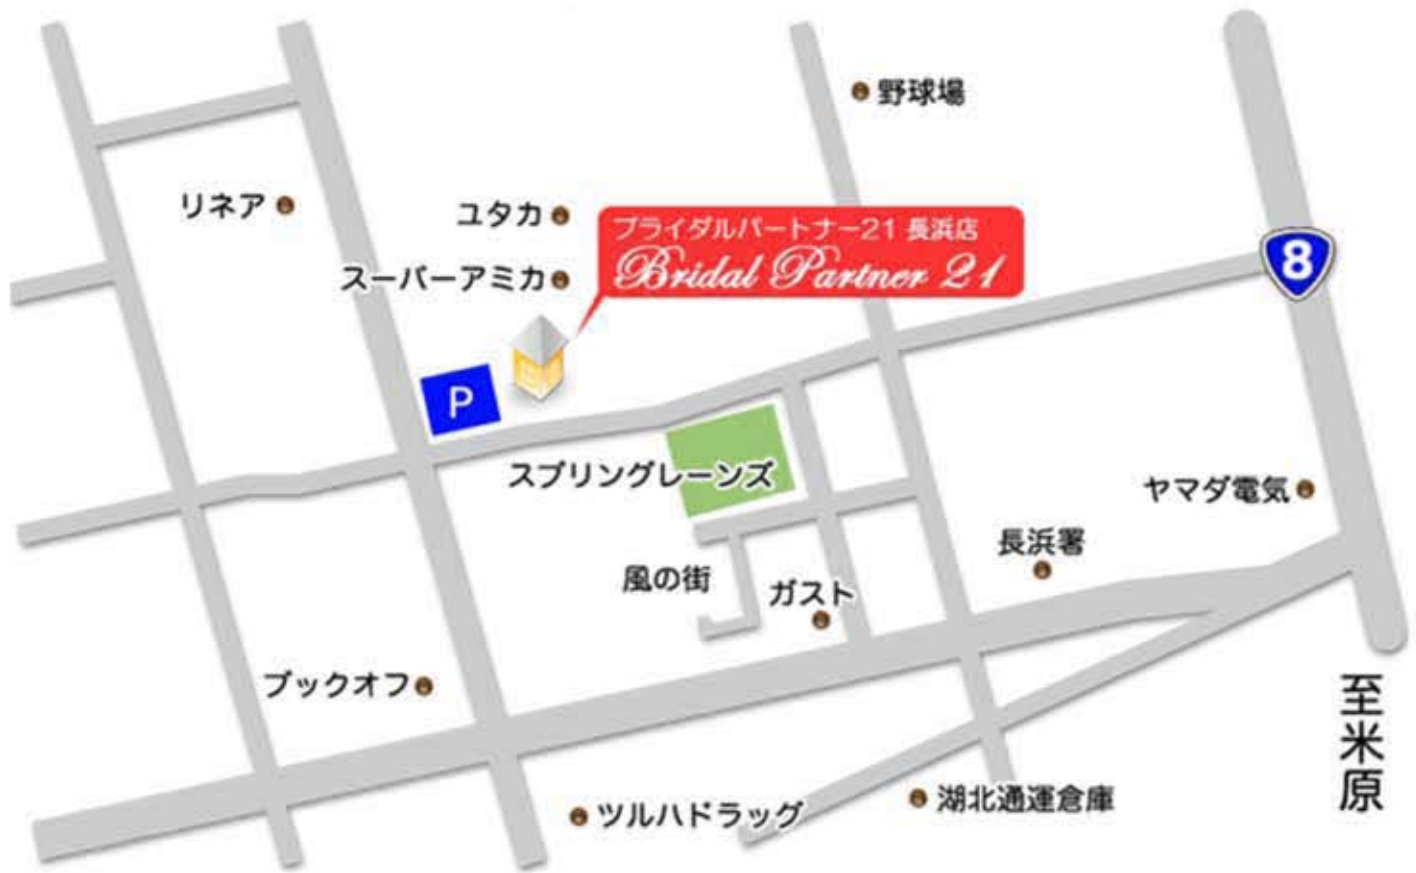 野球場
リネア
ユタカ
ブライダルパートナー21 長浜店
Bridal Partner 21
スーパーアミカ
8
P
スプリングレーンズ
ヤマダ電気
長浜署
風の街
ガスト
ブックオフ
至米原
湖北通運倉庫
ツルハドラッグ